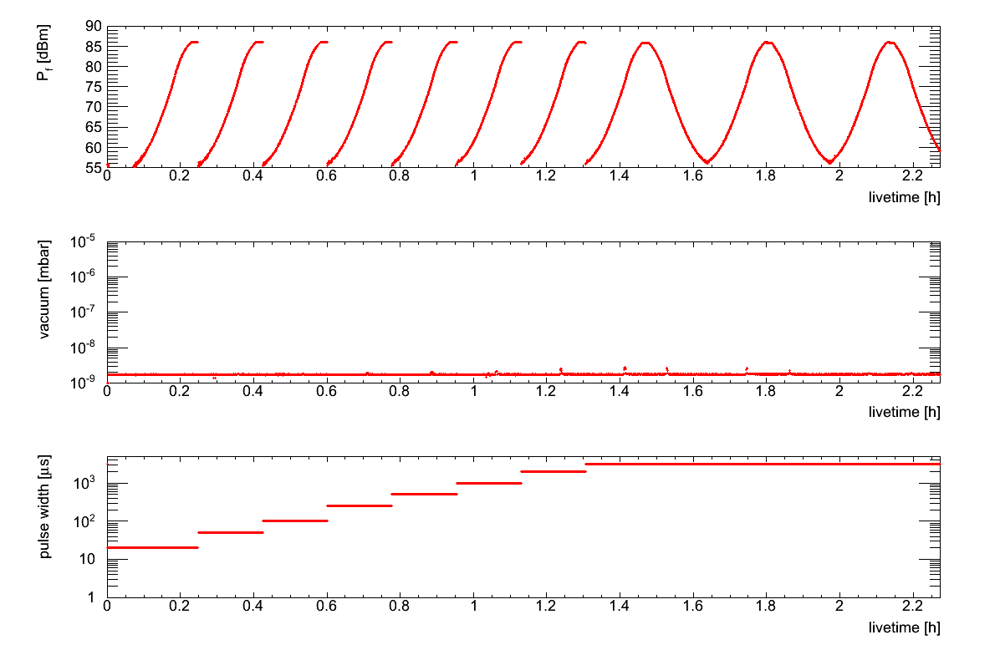 P_f [dBm]
90
85
80
75
70
65
60
55
0 0.2 0.4 0.6 0.8 1 1.2 1.4 1.6 1.8 2 2.2
livetime [h]
vacuum [mbar]
10^-5
10^-6
10^-7
10^-8
10^-9
0 0.2 0.4 0.6 0.8 1 1.2 1.4 1.6 1.8 2 2.2
livetime [h]
pulse width [μs]
10^3
10^2
10
1
0 0.2 0.4 0.6 0.8 1 1.2 1.4 1.6 1.8 2 2.2
livetime [h]